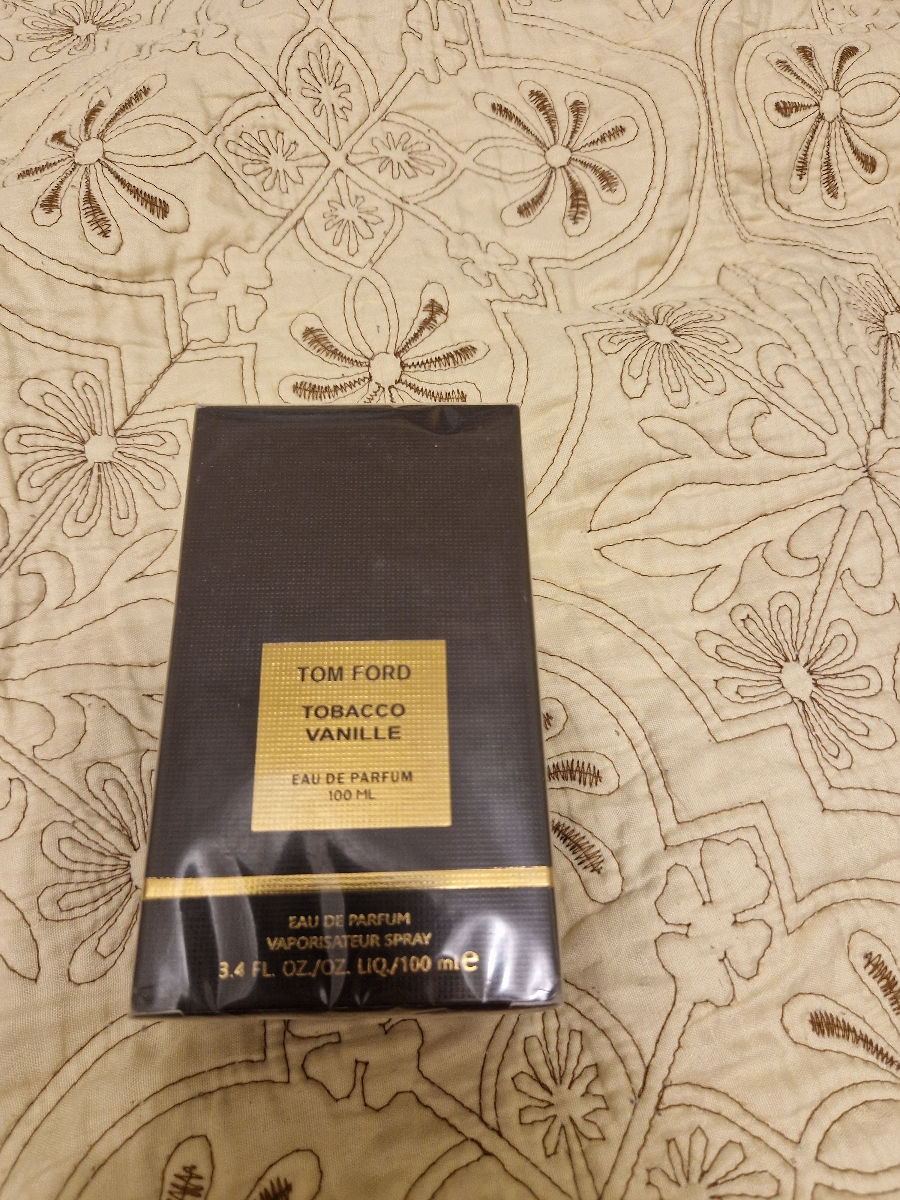 TOM FORD
TOBACCO
VANILLE
EAU DE PARFUM
100 ML
EAU DE PARFUM
VAPORISATEUR SPRAY
3.4 FL. OZ./OZ. LIQ./100 ml e